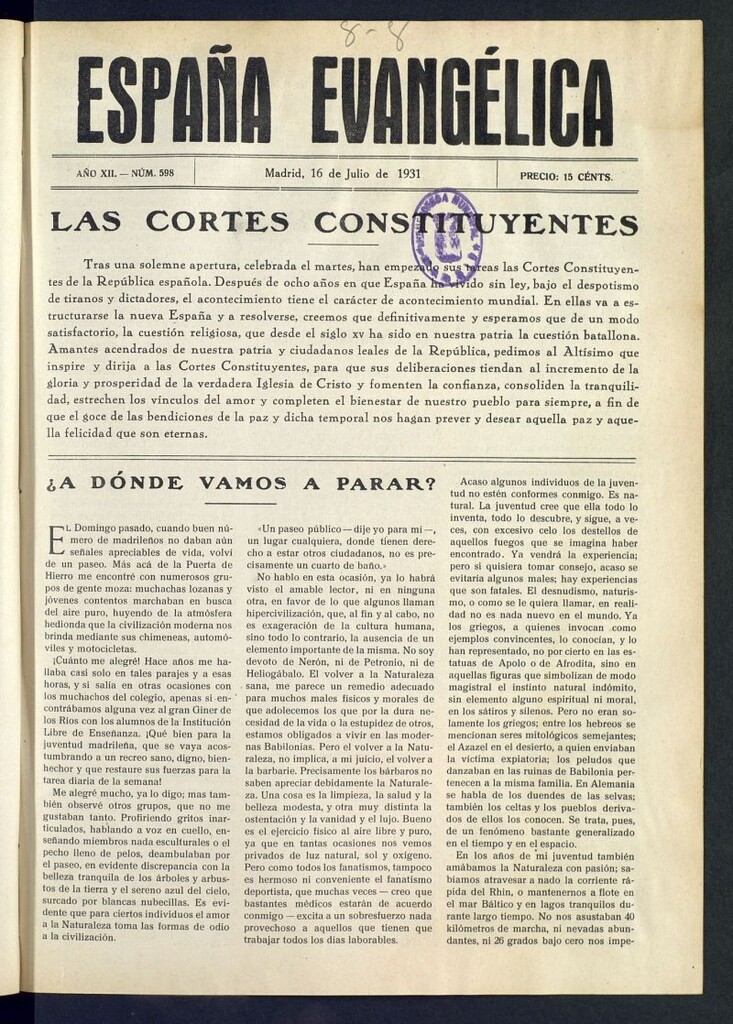 8-8
ESPAÑA EVANGÉLICA
AÑO XII. — NÚM. 598
Madrid, 16 de Julio de 1931
PRECIO: 15 CÉNTS.
LAS CORTES CONSTITUYENTES
Tras una solemne apertura, celebrada el martes, han empezado sus tareas las Cortes Constituyen-
tes de la República española. Después de ocho años en que España ha vivido sin ley, bajo el despotismo
de tiranos y dictadores, el acontecimiento tiene el carácter de acontecimiento mundial. En ellas va a es-
tructurarse la nueva España y a resolverse, creemos que definitivamente y esperamos que de un modo
satisfactorio, la cuestión religiosa, que desde el siglo XV ha sido en nuestra patria la cuestión batallona.
Amantes acendrados de nuestra patria y ciudadanos leales de la República, pedimos al Altísimo que
inspire y dirija a las Cortes Constituyentes, para que sus deliberaciones tiendan al incremento de la
gloria y prosperidad de la verdadera Iglesia de Cristo y fomenten la confianza, consoliden la tranquili-
dad, estrechen los vínculos del amor y completen el bienestar de nuestro pueblo para siempre, a fin de
que el goce de las bendiciones de la paz y dicha temporal nos hagan prever y desear aquella paz y aque-
lla felicidad que son eternas.
¿A DÓNDE VAMOS A PARAR?
EL Domingo pasado, cuando buen nú-
mero de madrileños no daban aún
señales apreciables de vida, volví
de un paseo. Más acá de la Puerta de
Hierro me encontré con numerosos gru-
pos de gente moza: muchachas lozanas y
jóvenes contentos marchaban en busca
del aire puro, huyendo de la atmósfera
hedionda que la civilización moderna nos
brinda mediante sus chimeneas, automó-
viles y motocicletas.
¡Cuánto me alegré! Hace años me ha-
llaba casi solo en tales parajes y a esas
horas, y si salía en otras ocasiones con
los muchachos del colegio, apenas si en-
contrábamos alguna vez al gran Giner de
los Ríos con los alumnos de la Institución
Libre de Enseñanza. ¡Qué bien para la
juventud madrileña, que se vaya acos-
tumbrando a un recreo sano, digno, bien-
hechor y que restaure sus fuerzas para la
tarea diaria de la semana!
Me alegré mucho, ya lo digo; mas tam-
bién observé otros grupos, que no me
gustaban tanto. Profiriendo gritos inar-
ticulados, hablando a voz en cuello, en-
señando miembros nada esculturales o el
pecho lleno de pelos, deambulaban por
el paseo, en evidente discrepancia con la
belleza tranquila de los árboles y arbus-
tos de la tierra y el sereno azul del cielo,
surcado por blancas nubecillas. Es evi-
dente que para ciertos individuos el amor
a la Naturaleza toma las formas de odio
a la civilización.
«Un paseo público — dije yo para mí —,
un lugar cualquiera, donde tienen dere-
cho a estar otros ciudadanos, no es pre-
cisamente un cuarto de baño.»
No hablo en esta ocasión, ya lo habrá
visto el amable lector, ni en ninguna
otra, en favor de lo que algunos llaman
hipercivilización, que, al fin y al cabo, no
es exageración de la cultura humana,
sino todo lo contrario, la ausencia de un
elemento importante de la misma. No soy
devoto de Nerón, ni de Petronio, ni de
Heliogábalo. El volver a la Naturaleza
sana, me parece un remedio adecuado
para muchos males físicos y morales de
que adolecemos los que por la dura ne-
cesidad de la vida o la estupidez de otros,
estamos obligados a vivir en las moder-
nas Babilonias. Pero el volver a la Natu-
raleza, no implica, a mi juicio, el volver a
la barbarie. Precisamente los bárbaros no
saben apreciar debidamente la Naturale-
za. Una cosa es la limpieza, la salud y la
belleza modesta, y otra muy distinta la
ostentación y la vanidad y el lujo. Bueno
es el ejercicio físico al aire libre y puro,
ya que en tantas ocasiones nos vemos
privados de luz natural, sol y oxígeno.
Pero como todos los fanatismos, tampoco
es hermoso ni conveniente el fanatismo
deportista, que muchas veces — creo que
bastantes médicos estarán de acuerdo
conmigo — excita a un sobresfuerzo nada
provechoso a aquellos que tienen que
trabajar todos los días laborables.
Acaso algunos individuos de la juven-
tud no estén conformes conmigo. Es na-
tural. La juventud cree que ella todo lo
inventa, todo lo descubre, y sigue, a ve-
ces, con excesivo celo los destellos de
aquellos fuegos que se imagina haber
encontrado. Ya vendrá la experiencia;
pero si quisiera tomar consejo, acaso se
evitaría algunos males; hay experiencias
que son fatales. El desnudismo, naturis-
mo, o como se le quiera llamar, en reali-
dad no es nada nuevo en el mundo. Ya
los griegos, a quienes invocan como
ejemplos convincentes, lo conocían, y lo
han representado, no por cierto en las es-
tatuas de Apolo o de Afrodita, sino en
aquellas figuras que simbolizan de modo
magistral el instinto natural indómito,
sin elemento alguno espiritual ni moral,
en los sátiros y silenos. Pero no eran so-
lamente los griegos; entre los hebreos se
mencionan seres mitológicos semejantes;
el Azazel en el desierto, a quien enviaban
la víctima expiatoria; los peludos que
danzaban en las ruinas de Babilonia per-
tenecen a la misma familia. En Alemania
se habla de los duendes de las selvas;
también los celtas y los pueblos deriva-
dos de ellos los conocen. Se trata, pues,
de un fenómeno bastante generalizado
en el tiempo y en el espacio.
En los años de mi juventud también
amábamos la Naturaleza con pasión; sa-
bíamos atravesar a nado la corriente rá-
pida del Rhin, o mantenernos a flote en
el mar Báltico y en lagos tranquilos du-
rante largo tiempo. No nos asustaban 40
kilómetros de marcha, ni nevadas abun-
dantes, ni 26 grados bajo cero nos impe-